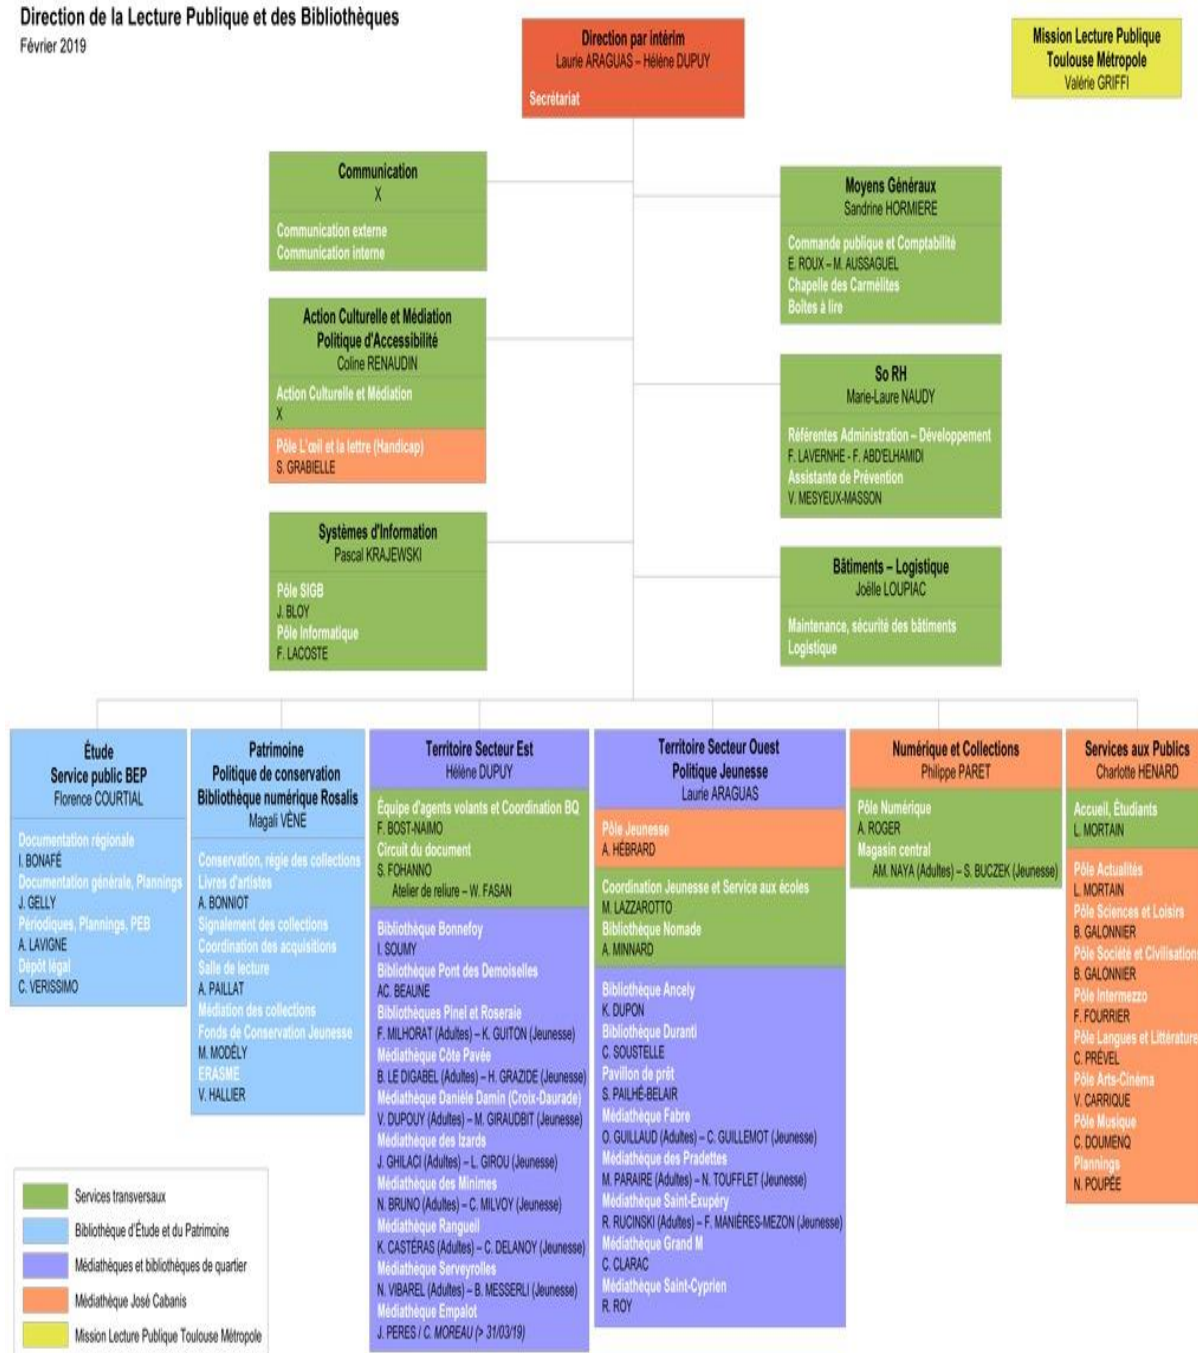 Direction de la Lecture Publique et des Bibliothèques
Février 2019
Direction par intérim
Laurie ARAGUAS – Hélène DUPUY
Secrétariat
Mission Lecture Publique
Toulouse Métropole
Valérie GRIFFI
Communication
X
Communication externe
Communication interne
Moyens Généraux
Sandrine HORMIERE
Commande publique et Comptabilité
E. ROUX – M. AUSSAGUEL
Chapelle des Carmélites
Boîtes à lire
Action Culturelle et Médiation
Politique d'Accessibilité
Coline RENAUDIN
Action Culturelle et Médiation
X
Pôle L'œil et la lettre (Handicap)
S. GRABIELLE
So RH
Marie-Laure NAUDY
Référentes Administration – Développement
F. LAVERNHE - F. ABD'ELHAMIDI
Assistante de Prévention
V. MESYEUX-MASSON
Systèmes d'Information
Pascal KRAJEWSKI
Pôle SIGB
J. BLOY
Pôle Informatique
F. LACOSTE
Bâtiments – Logistique
Joëlle LOUPIAC
Maintenance, sécurité des bâtiments
Logistique
Étude
Service public BEP
Florence COURTIAL
Documentation régionale
I. BONAFÉ
Documentation générale, Plannings
J. GELLY
Périodiques, Plannings, PEB
A. LAVIGNE
Dépôt légal
C. VERISSIMO
Patrimoine
Politique de conservation
Bibliothèque numérique Rosalis
Magali VÈNE
Conservation, régie des collections
Livres d'artistes
A. BONNIOT
Signalement des collections
Coordination des acquisitions
Salle de lecture
A. PAILLAT
Médiation des collections
Fonds de Conservation Jeunesse
M. MODÉLY
ERASME
V. HALLIER
Territoire Secteur Est
Hélène DUPUY
Équipe d'agents volants et Coordination BQ
F. BOST-NAIMO
Circuit du document
S. FOHANNO
Atelier de reliure – W. FASAN
Bibliothèque Bonnefoy
I. SOUMY
Bibliothèque Pont des Demoiselles
AC. BEAUNE
Bibliothèques Pinel et Roseraie
F. MILHORAT (Adultes) – K. GUITON (Jeunesse)
Médiathèque Côte Pavée
B. LE DIGABEL (Adultes) – H. GRAZIDE (Jeunesse)
Médiathèque Danièle Damin (Croix-Daurade)
V. DUPOUY (Adultes) – M. GIRAUDBIT (Jeunesse)
Médiathèque des Izards
J. GHILACI (Adultes) – L. GIROU (Jeunesse)
Médiathèque des Minimes
N. BRUNO (Adultes) – C. MILVOY (Jeunesse)
Médiathèque Rangueil
K. CASTÉRAS (Adultes) – C. DELANOY (Jeunesse)
Médiathèque Serveyrolles
N. VIBAREL (Adultes) – B. MESSERLI (Jeunesse)
Médiathèque Empalot
J. PERES / C. MOREAU (> 31/03/19)
Territoire Secteur Ouest
Politique Jeunesse
Laurie ARAGUAS
Pôle Jeunesse
A. HÉBRARD
Coordination Jeunesse et Service aux écoles
M. LAZZAROTTO
Bibliothèque Nomade
A. MINNARD
Bibliothèque Ancely
K. DUPON
Bibliothèque Duranti
C. SOUSTELLE
Pavillon de prêt
S. PAILHÉ-BELAIR
Médiathèque Fabre
O. GUILLAUD (Adultes) – C. GUILLEMOT (Jeunesse)
Médiathèque des Pradettes
M. PARAIRE (Adultes) – N. TOUFFLET (Jeunesse)
Médiathèque Saint-Exupéry
R. RUCINSKI (Adultes) – F. MANIÈRES-MEZON (Jeunesse)
Médiathèque Grand M
C. CLARAC
Médiathèque Saint-Cyprien
R. ROY
Numérique et Collections
Philippe PARET
Pôle Numérique
A. ROGER
Magasin central
AM. NAYA (Adultes) – S. BUCZEK (Jeunesse)
Services aux Publics
Charlotte HENARD
Accueil, Étudiants
L. MORTAIN
Pôle Actualités
L. MORTAIN
Pôle Sciences et Loisirs
B. GALONNIER
Pôle Société et Civilisations
B. GALONNIER
Pôle Intermezzo
F. FOURRIER
Pôle Langues et Littérature
C. PRÉVEL
Pôle Arts-Cinéma
V. CARRIQUE
Pôle Musique
C. DOUMENQ
Plannings
N. POUPÉE
Services transversaux
Bibliothèque d'Étude et du Patrimoine
Médiathèques et bibliothèques de quartier
Médiathèque José Cabanis
Mission Lecture Publique Toulouse Métropole